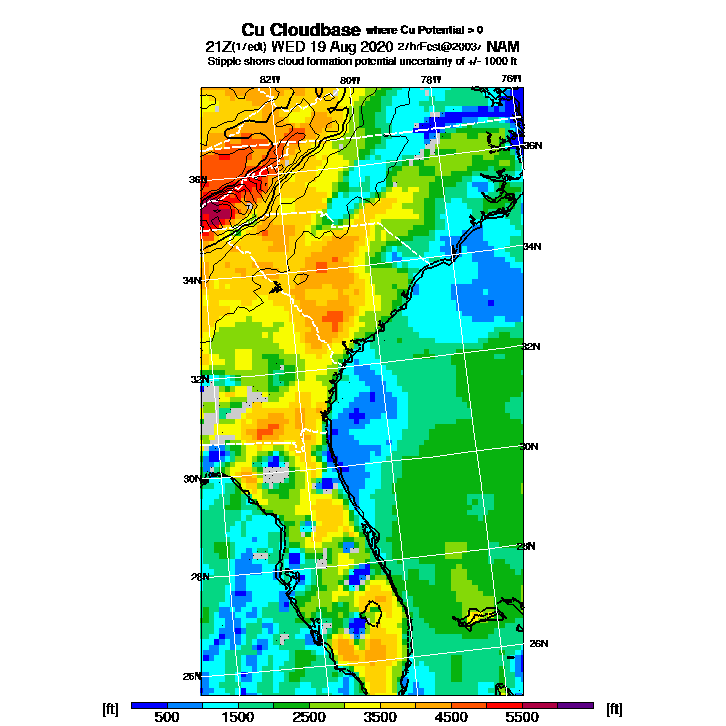 Cu Cloudbase where Cu Potential > 0
21Z(17edt) WED 19 Aug 2020 27hrFcst@2003z NAM
Stipple shows cloud formation potential uncertainty of +/- 1000 ft
82W 80W 78W 76W
36N 36N
34N 34N
32N 32N
30N 30N
28N 28N
26N 26N
[ft] 500 1500 2500 3500 4500 5500 [ft]